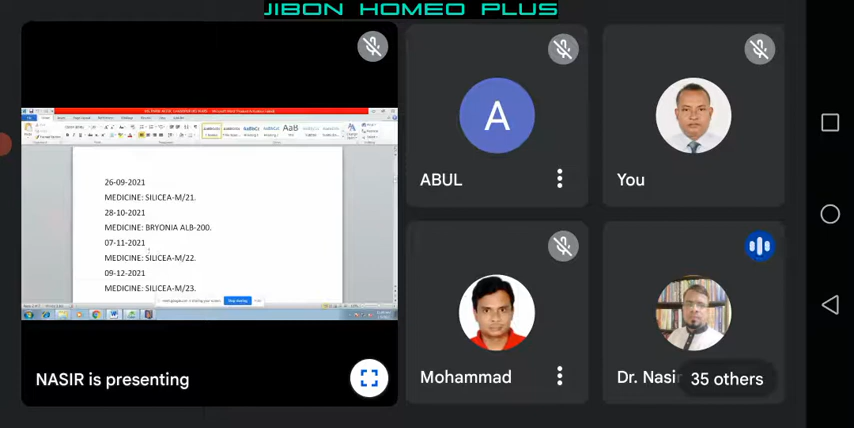 JIBON HOMEO PLUS
26-09-2021
MEDICINE: SILICEA-M/21.
28-10-2021
MEDICINE: BRYONIA ALB-200.
07-11-2021
MEDICINE: SILICEA-M/22.
09-12-2021
MEDICINE: SILICEA-M/23.
Stop sharing
NASIR is presenting
A
ABUL
You
Mohammad
Dr. Nasi
35 others